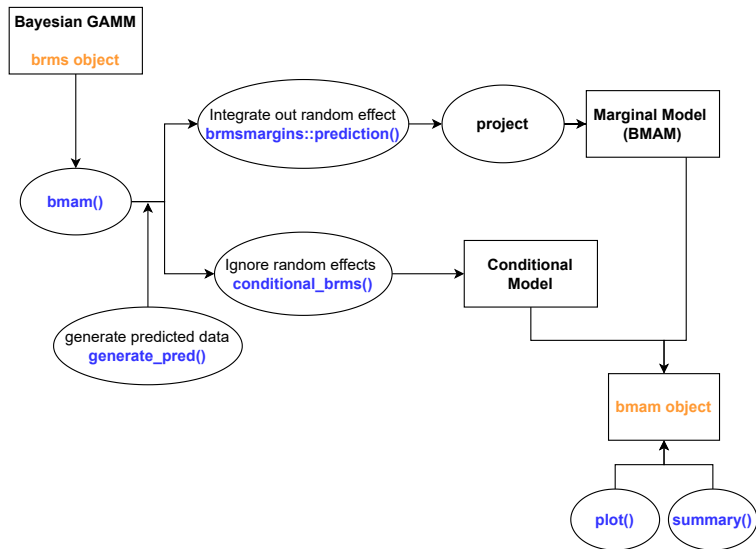 Bayesian GAMM
brms object
Integrate out random effect
brmsmargins::prediction()
project
Marginal Model
(BMAM)
bmam()
Ignore random effects
conditional_brms()
Conditional
Model
generate predicted data
generate_pred()
bmam object
plot()
summary()